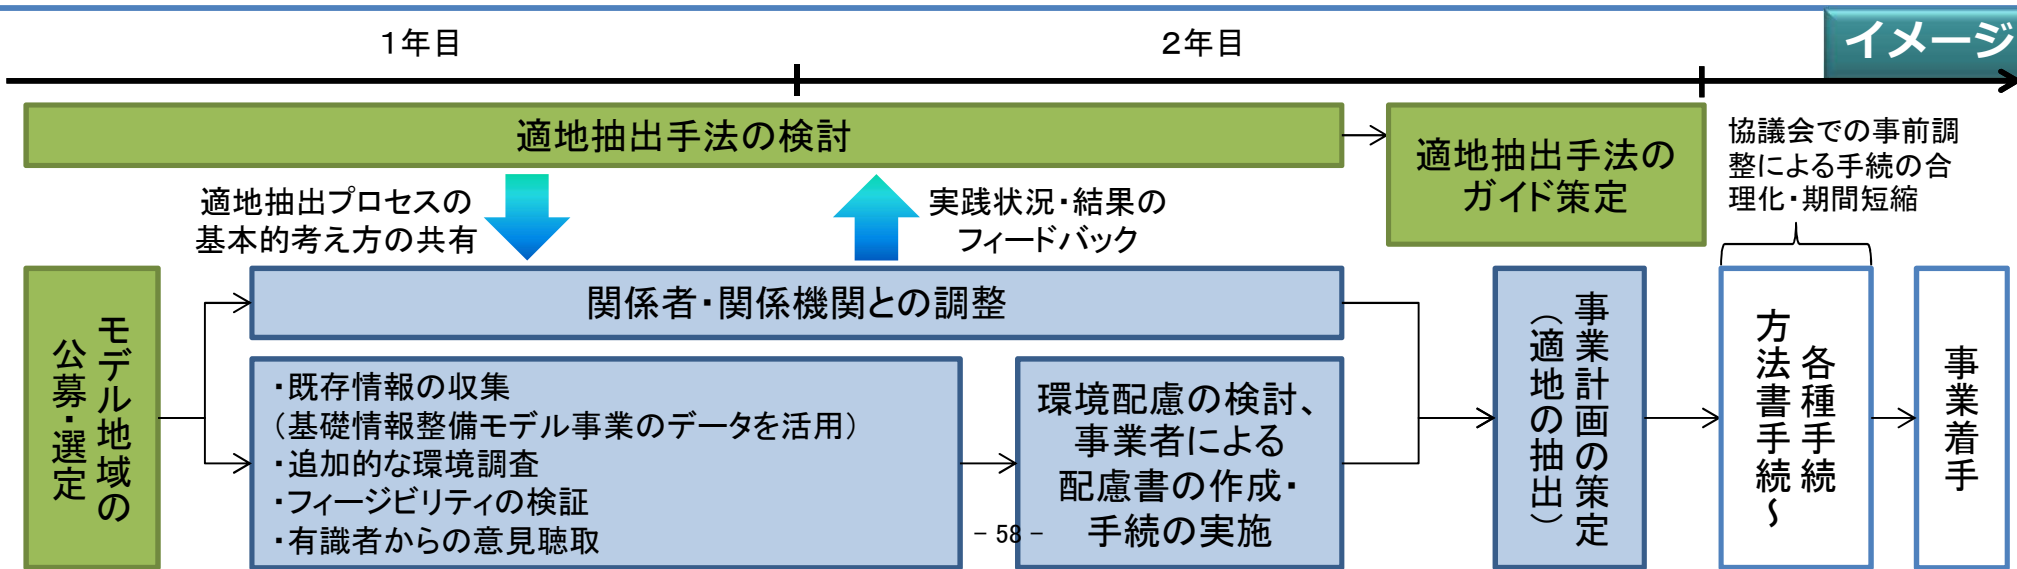 1年目
2年目
イメージ
適地抽出手法の検討
適地抽出手法の
ガイド策定
協議会での事前調
整による手続の合
理化・期間短縮
適地抽出プロセスの
基本的考え方の共有
実践状況・結果の
フィードバック
モデル地域の
公募・選定
関係者・関係機関との調整
・既存情報の収集
（基礎情報整備モデル事業のデータを活用）
・追加的な環境調査
・フィージビリティの検証
・有識者からの意見聴取
環境配慮の検討、
事業者による
配慮書の作成・
手続の実施
事業計画の策定
（適地の抽出）
各種手続
方法書手続～
事業着手
- 58 -